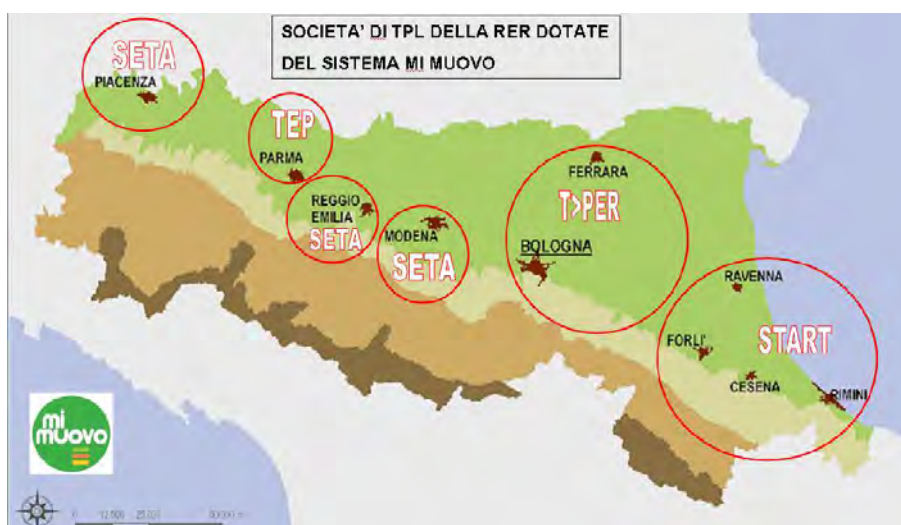 SOCIETA' DI TPL DELLA RER DOTATE
DEL SISTEMA MI MUOVO
SETA
PIACENZA
TEP
PARMA
FERRARA
REGGIO
EMILIA
T>PER
MODENA
SETA
SETA
BOLOGNA
RAVENNA
FORLI'
START
CESENA
RIMINI
mi
muovo
0